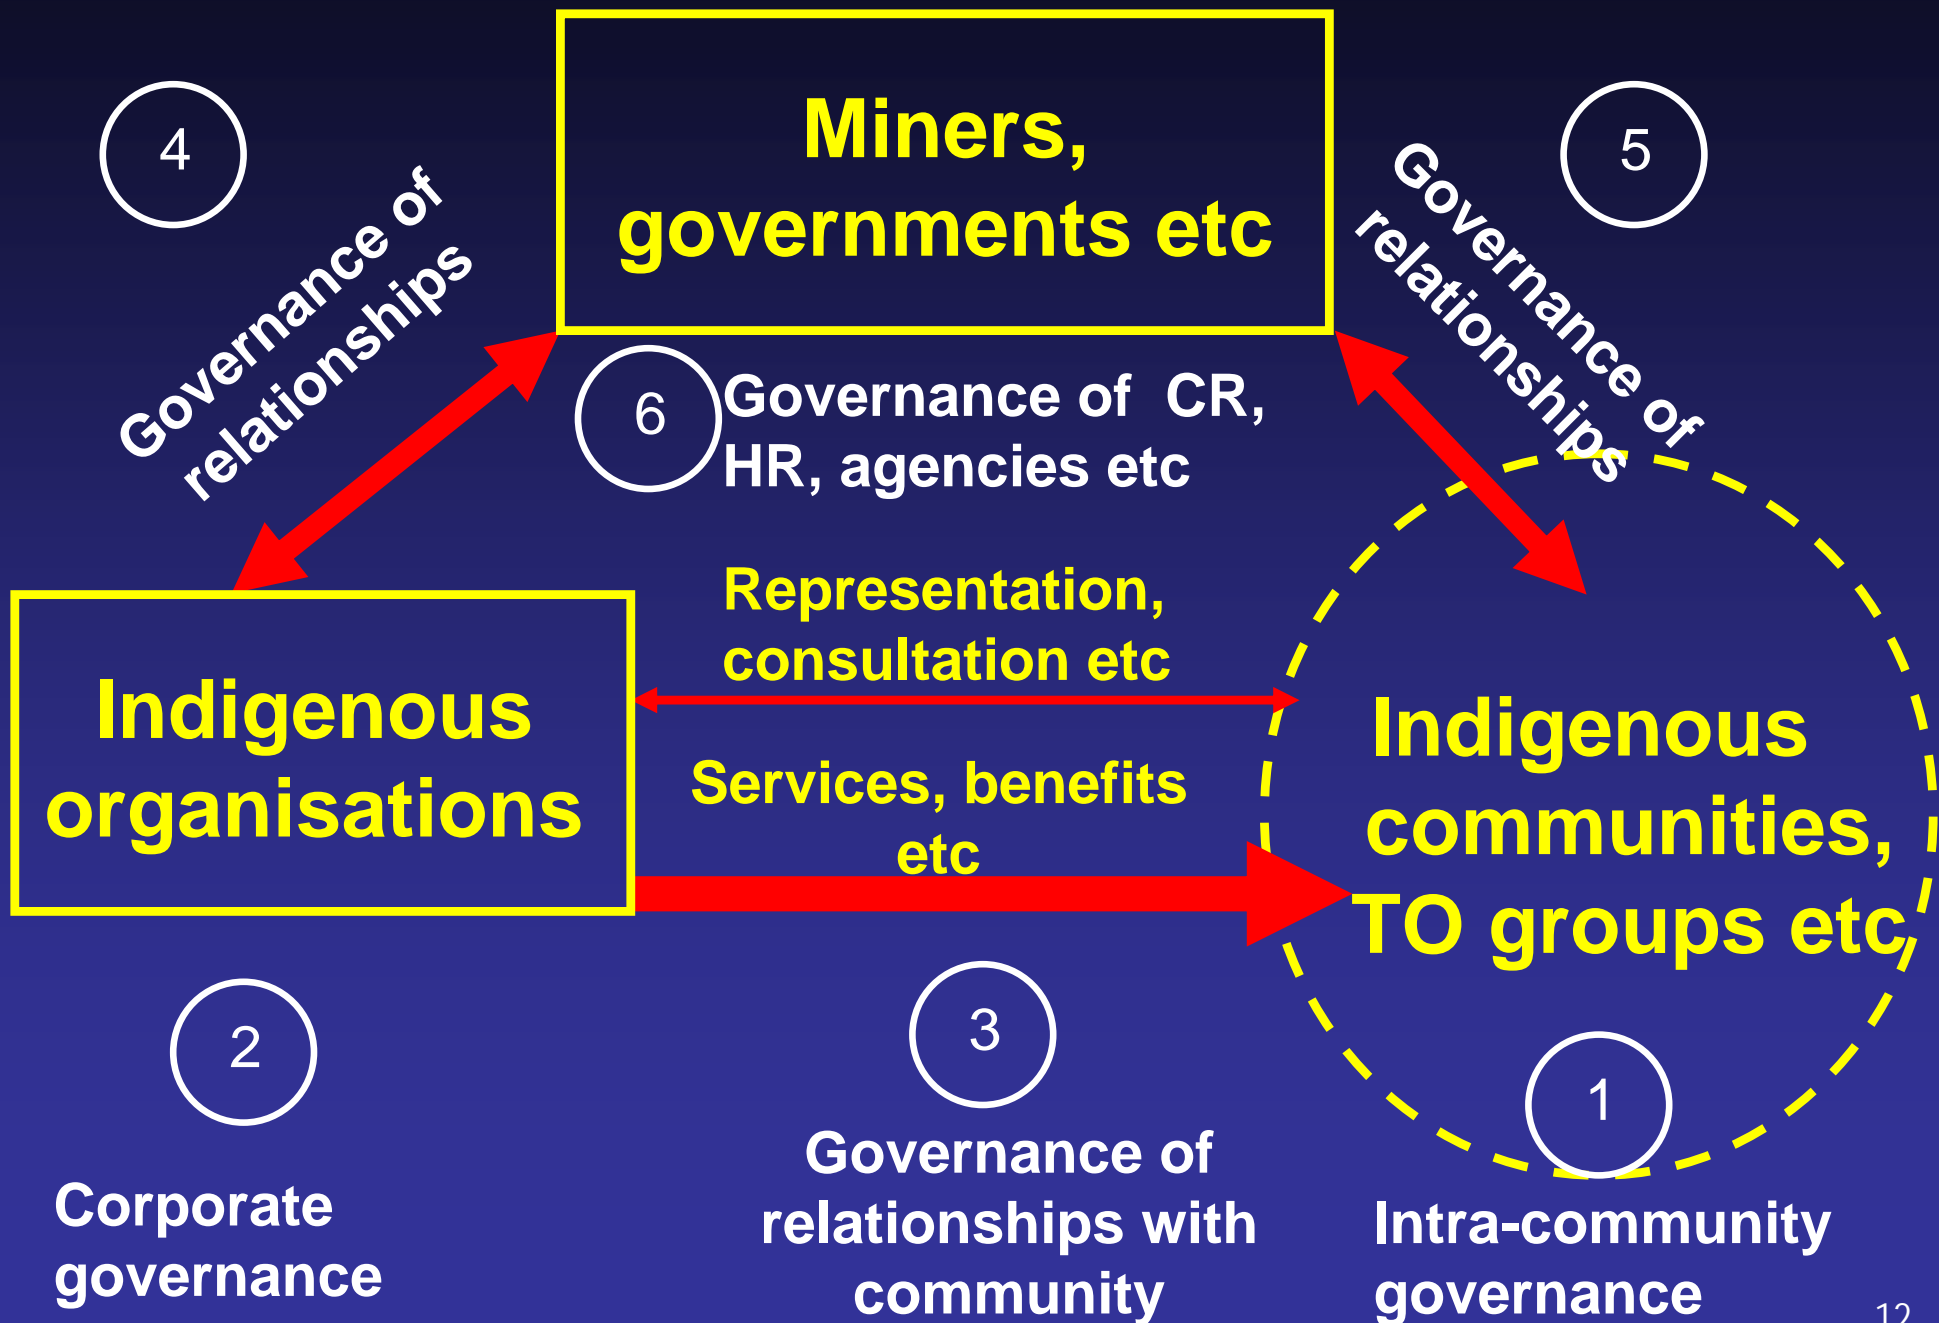 Miners,
governments etc
4
Governance of
relationships
5
Governance of
relationships
6
Governance of CR,
HR, agencies etc
Representation,
consultation etc
Indigenous
organisations
Services, benefits
etc
Indigenous
communities,
TO groups etc
2
Corporate
governance
3
Governance of
relationships with
community
1
Intra-community
governance
12